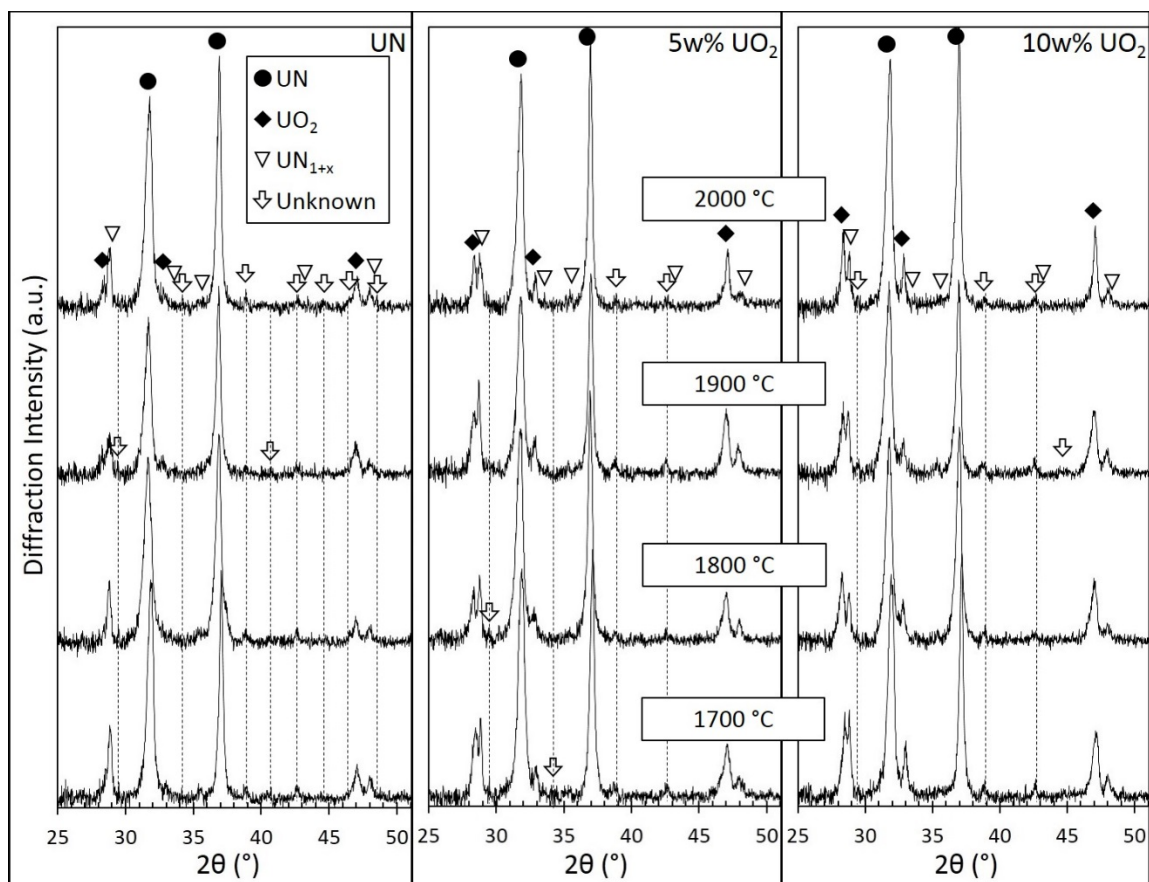 UN
5w% UO₂
10w% UO₂
UN
UO₂
UN₁₊ₓ
Unknown
2000 °C
1900 °C
1800 °C
1700 °C
Diffraction Intensity (a.u.)
25 30 35 40 45 50
25 30 35 40 45 50
25 30 35 40 45 50
2θ (°)
2θ (°)
2θ (°)